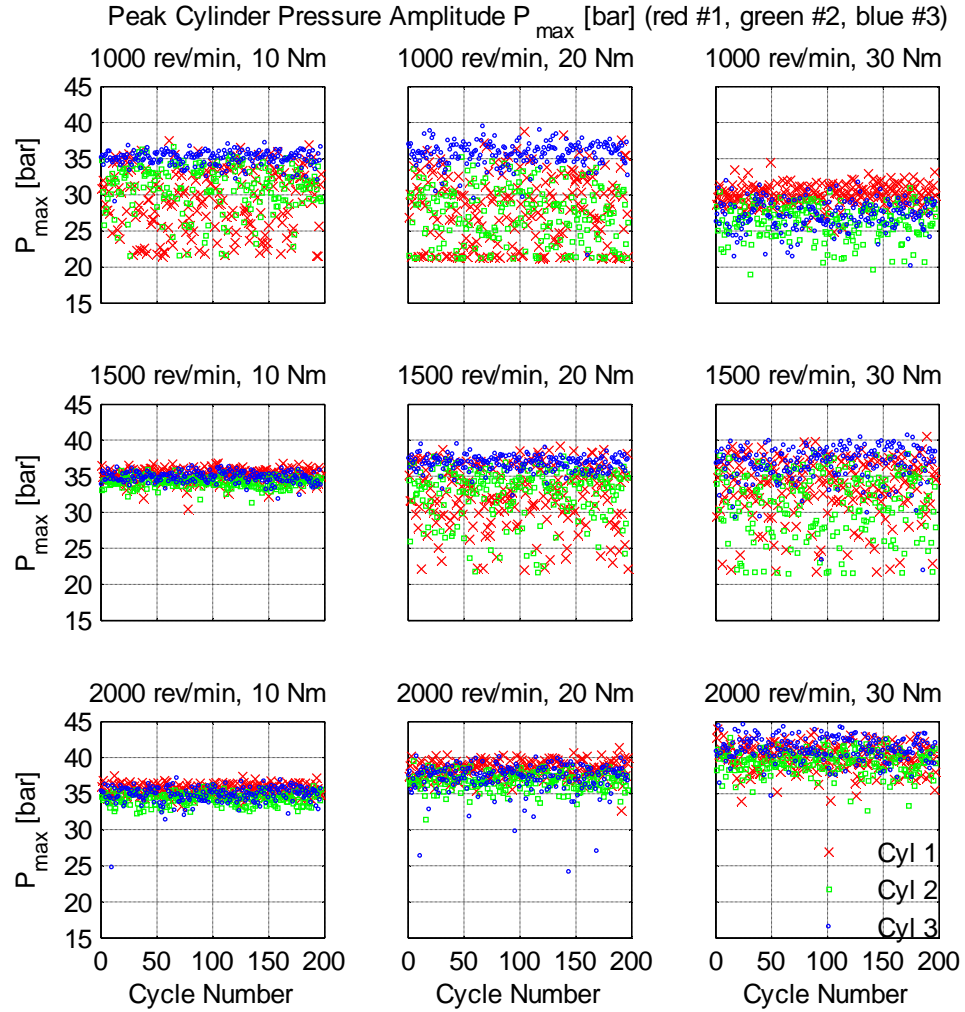 Peak Cylinder Pressure Amplitude P_max [bar] (red #1, green #2, blue #3)
1000 rev/min, 10 Nm
1000 rev/min, 20 Nm
1000 rev/min, 30 Nm
45
40
35
30
25
20
15
P_max [bar]
1500 rev/min, 10 Nm
1500 rev/min, 20 Nm
1500 rev/min, 30 Nm
45
40
35
30
25
20
15
P_max [bar]
2000 rev/min, 10 Nm
2000 rev/min, 20 Nm
2000 rev/min, 30 Nm
45
40
35
30
25
20
15
P_max [bar]
Cyl 1
Cyl 2
Cyl 3
0 50 100 150 200
0 50 100 150 200
0 50 100 150 200
Cycle Number
Cycle Number
Cycle Number